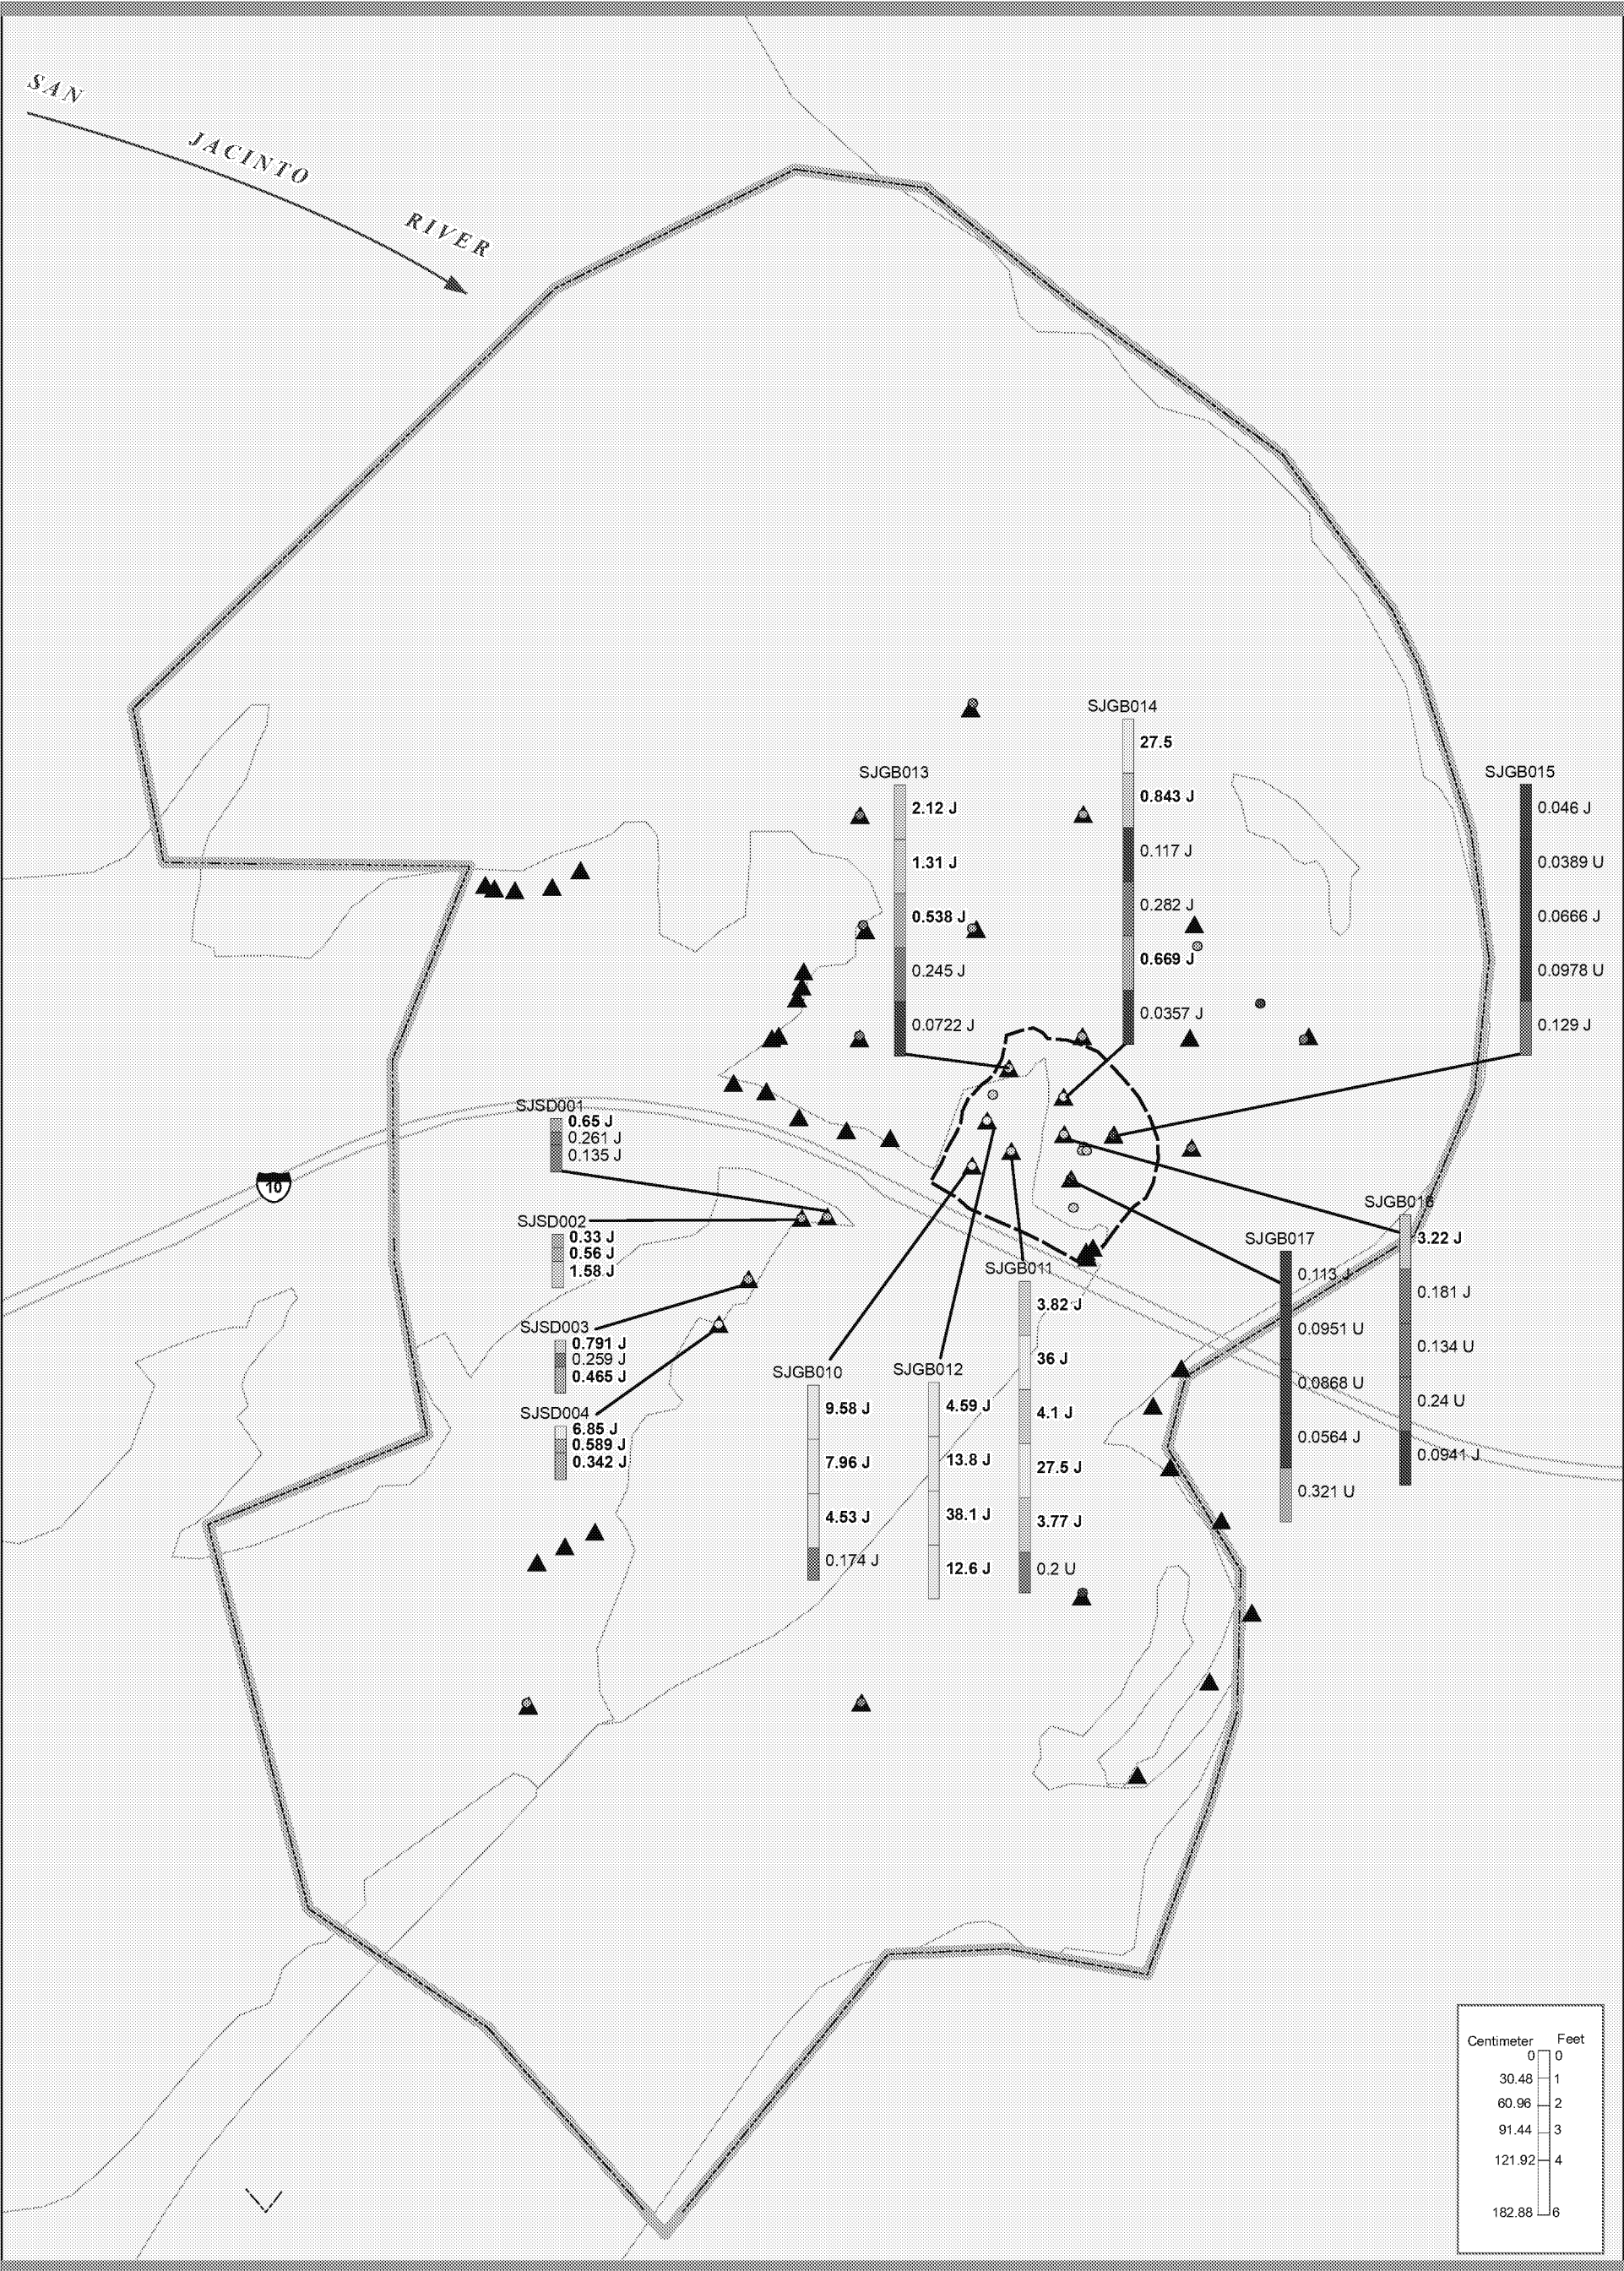 SAN
JACINTO
RIVER
SJGB014
27.5
0.843 J
0.117 J
0.282 J
0.669 J
0.0357 J
SJGB013
2.12 J
1.31 J
0.538 J
0.245 J
0.0722 J
SJGB015
0.046 J
0.0389 U
0.0666 J
0.0978 U
0.129 J
SJSD001
0.65 J
0.261 J
0.135 J
10
SJSD002
0.33 J
0.56 J
1.58 J
SJSD003
0.791 J
0.259 J
0.465 J
SJSD004
6.85 J
0.589 J
0.342 J
SJGB010
9.58 J
7.96 J
4.53 J
0.174 J
SJGB012
4.59 J
13.8 J
38.1 J
12.6 J
SJGB011
3.82 J
36 J
4.1 J
27.5 J
3.77 J
0.2 U
SJGB017
0.113 J
0.0951 U
0.0868 U
0.0564 J
0.321 U
SJGB016
3.22 J
0.181 J
0.134 U
0.24 U
0.0941 J
Centimeter Feet
0 0
30.48 1
60.96 2
91.44 3
121.92 4
182.88 6